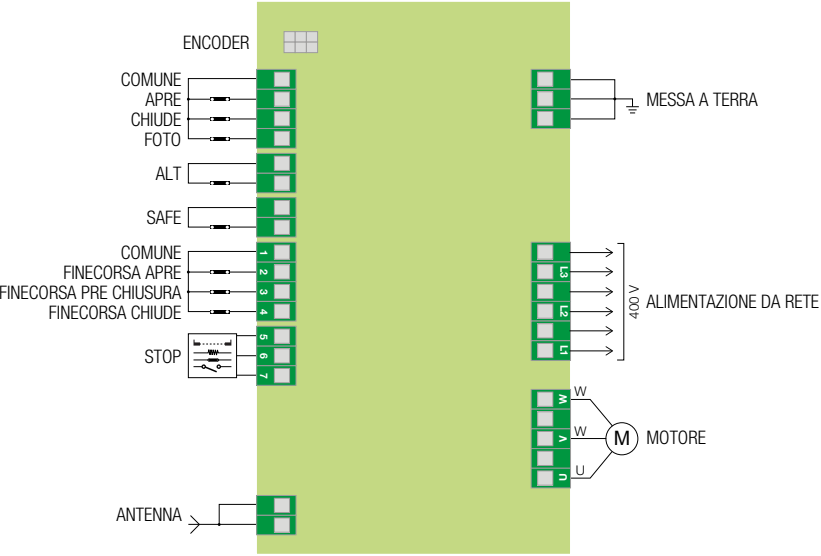 ENCODER
COMUNE
APRE
CHIUDE
FOTO
ALT
SAFE
COMUNE
FINECORSA APRE
FINECORSA PRE CHIUSURA
FINECORSA CHIUDE
1
2
3
4
STOP
5
6
7
ANTENNA
MESSA A TERRA
L3
L2
L1
400 V
ALIMENTAZIONE DA RETE
W
V
U
W
W
U
M
MOTORE